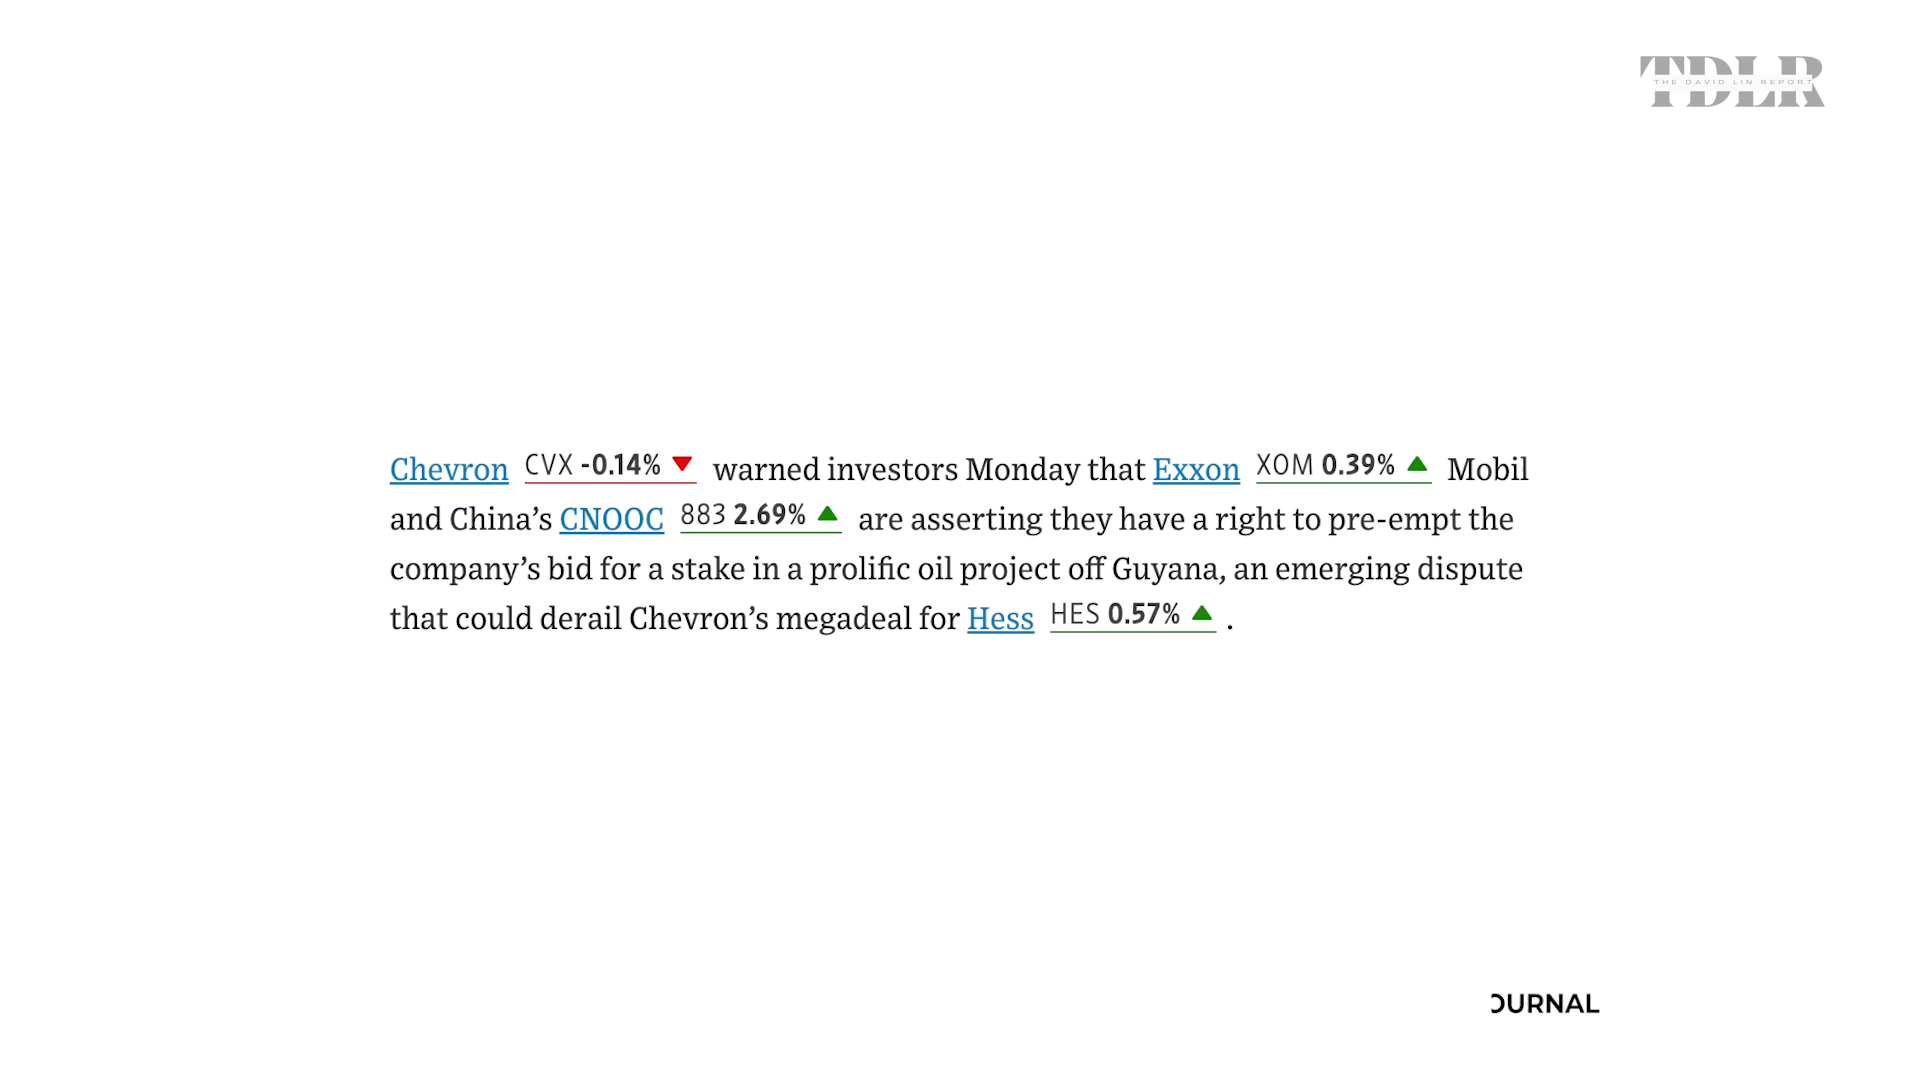 TDLR
THE DAVID LIN REPORT
Chevron CVX -0.14% ▼ warned investors Monday that Exxon XOM 0.39% ▲ Mobil
and China’s CNOOC 883 2.69% ▲ are asserting they have a right to pre-empt the
company’s bid for a stake in a prolific oil project off Guyana, an emerging dispute
that could derail Chevron’s megadeal for Hess HES 0.57% ▲ .
OURNAL